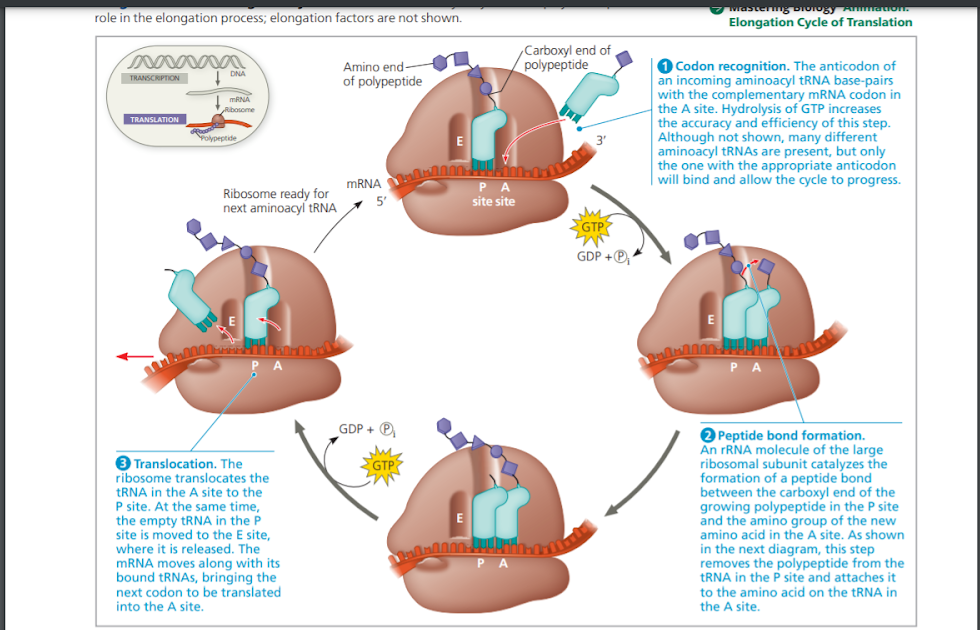 role in the elongation process; elongation factors are not shown.
Mastering Biology Animation:
Elongation Cycle of Translation
TRANSCRIPTION
DNA
mRNA
Ribosome
TRANSLATION
Polypeptide
Amino end
of polypeptide
Carboxyl end of
polypeptide
E
3′
mRNA
5′
P A
site site
1 Codon recognition. The anticodon of
an incoming aminoacyl tRNA base-pairs
with the complementary mRNA codon in
the A site. Hydrolysis of GTP increases
the accuracy and efficiency of this step.
Although not shown, many different
aminoacyl tRNAs are present, but only
the one with the appropriate anticodon
will bind and allow the cycle to progress.
Ribosome ready for
next aminoacyl tRNA
GTP
GDP + Pi
E
P A
E
P A
2 Peptide bond formation.
An rRNA molecule of the large
ribosomal subunit catalyzes the
formation of a peptide bond
between the carboxyl end of the
growing polypeptide in the P site
and the amino group of the new
amino acid in the A site. As shown
in the next diagram, this step
removes the polypeptide from the
tRNA in the P site and attaches it
to the amino acid on the tRNA in
the A site.
GDP + Pi
GTP
E
P A
3 Translocation. The
ribosome translocates the
tRNA in the A site to the
P site. At the same time,
the empty tRNA in the P
site is moved to the E site,
where it is released. The
mRNA moves along with its
bound tRNAs, bringing the
next codon to be translated
into the A site.